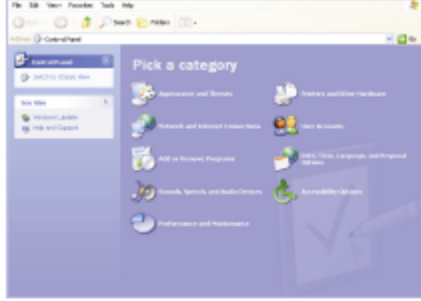 File Edit View Favorites Tools Help
Search Folders
Control Panel Go
Control Panel
Switch to Classic View
See Also
Windows Update
Help and Support
Pick a category
Appearance and Themes
Printers and Other Hardware
Network and Internet Connections
User Accounts
Add or Remove Programs
Date, Time, Language, and Regional
Options
Sounds, Speech, and Audio Devices
Accessibility Options
Performance and Maintenance